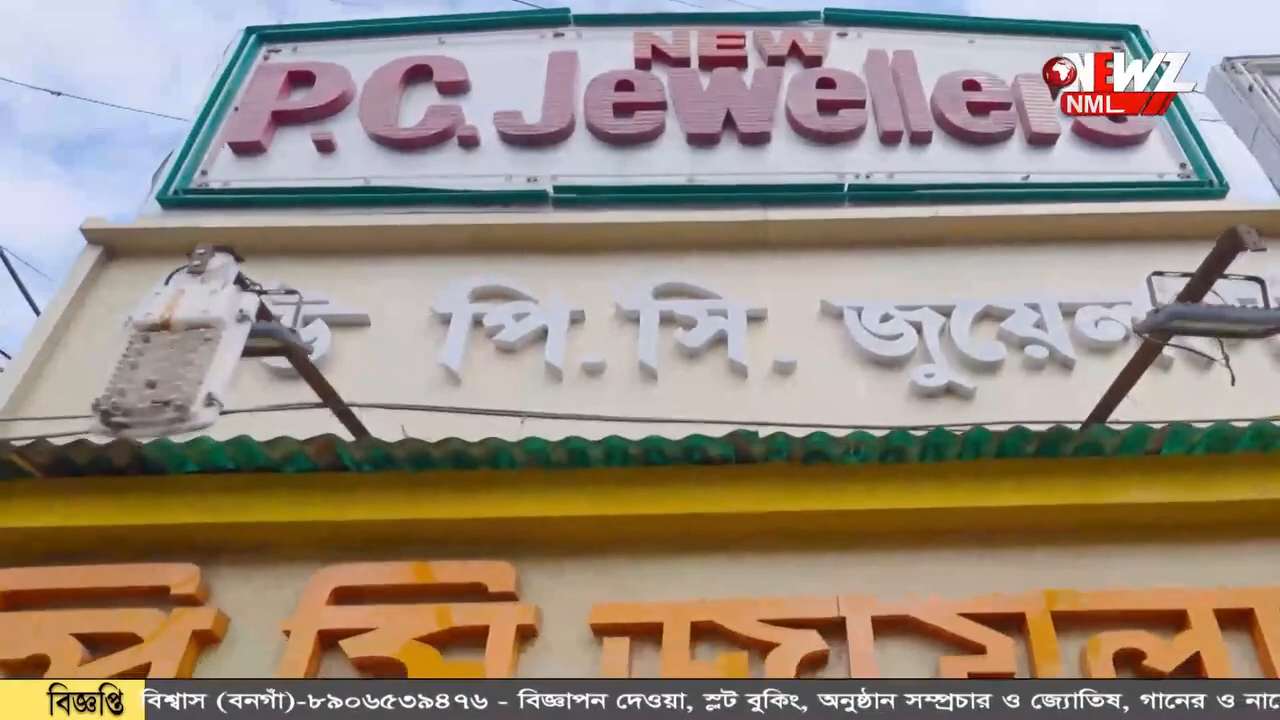 NEW
P.C. Jewellers
NEWZ
NML
ড পি.সি. জুয়েল
পি সি
বিজ্ঞপ্তি
বিশ্বাস (বনগাঁ)-৮৯০৬৫৩৯৪৭৬ - বিজ্ঞাপন দেওয়া, স্লট বুকিং, অনুষ্ঠান সম্প্রচার ও জ্যোতিষ, গানের ও